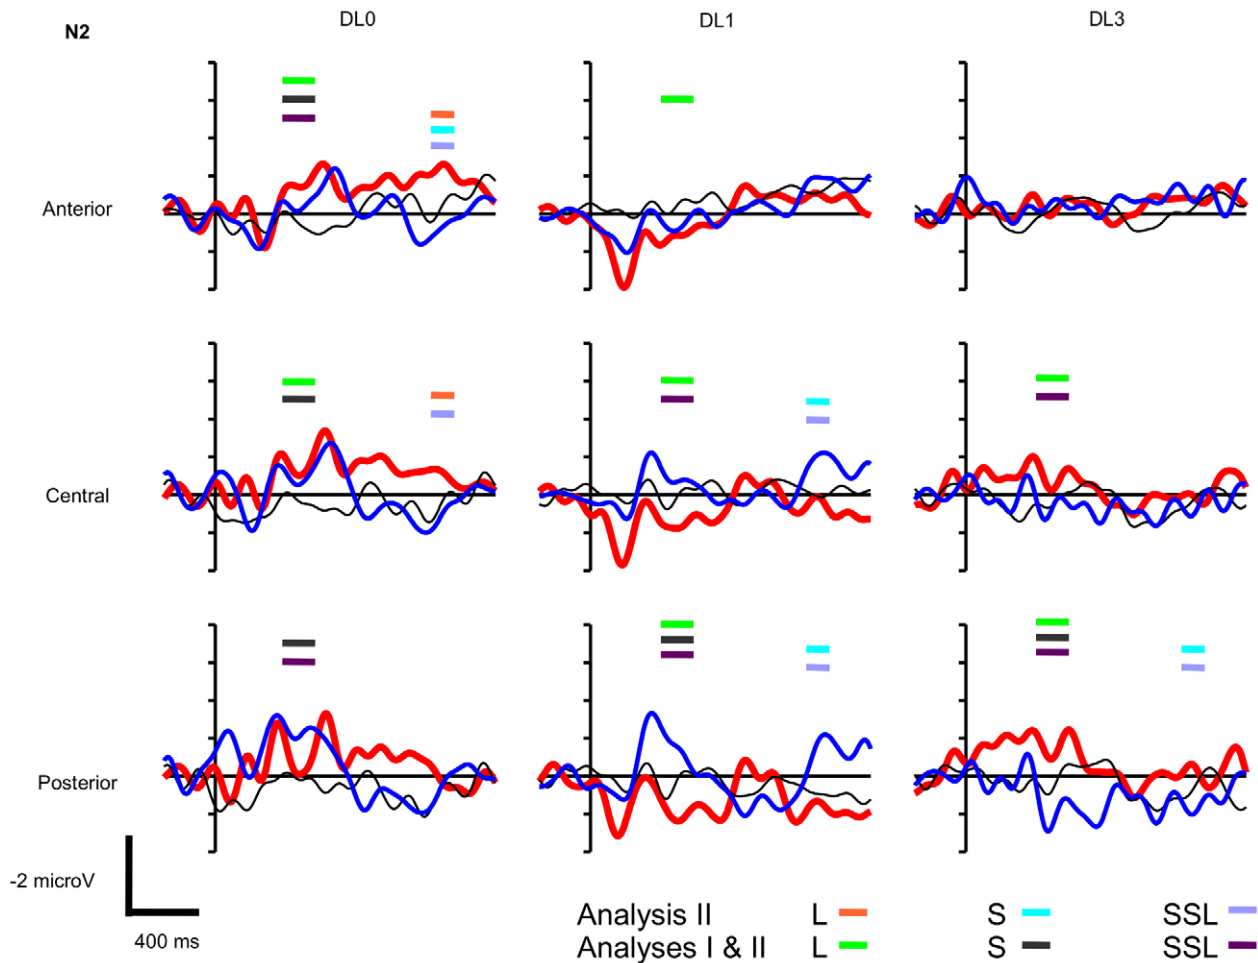 N2 DL0 DL1 DL3
Anterior
Central
Posterior
-2 microV
400 ms
Analysis II L S SSL
Analyses I & II L S SSL